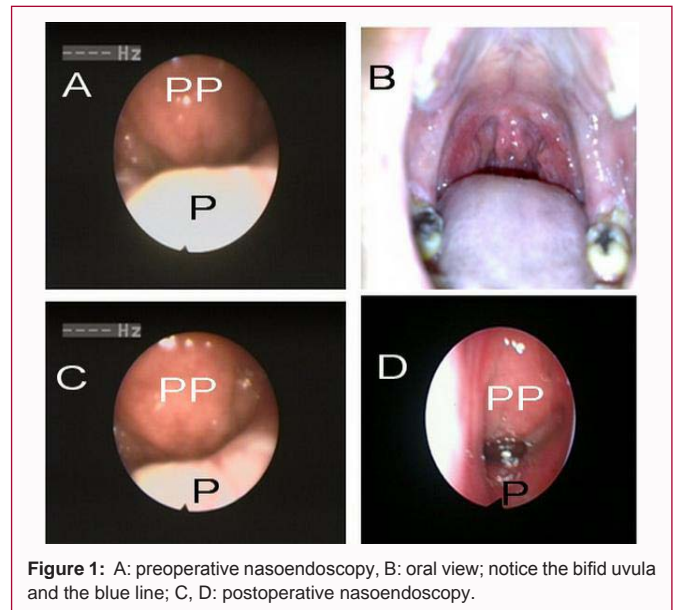 ---- Hz
A
PP
P
B
---- Hz
C
PP
P
D
PP
P
Figure 1: A: preoperative nasoendoscopy, B: oral view; notice the bifid uvula
and the blue line; C, D: postoperative nasoendoscopy.